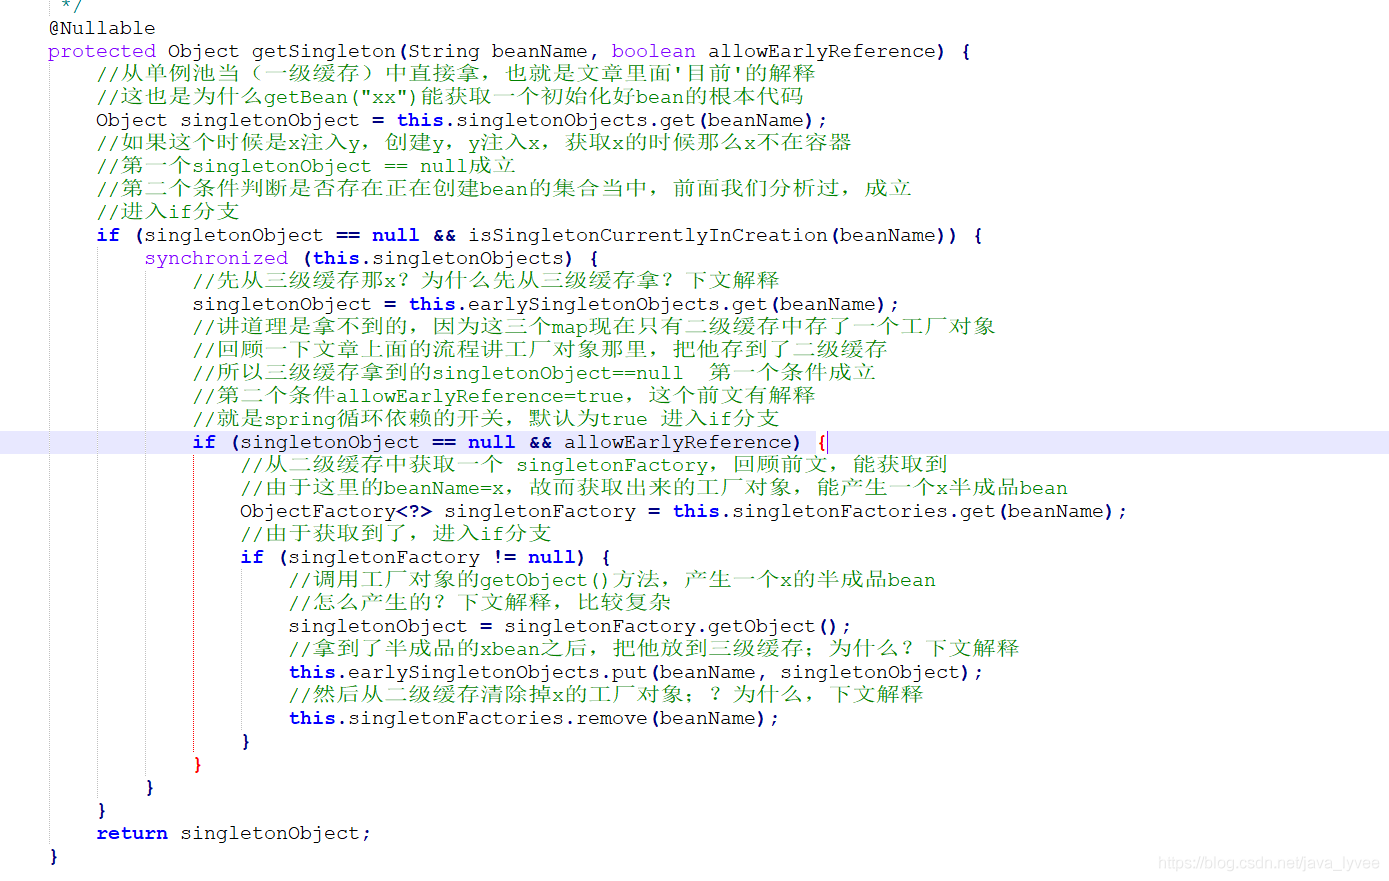 */
@Nullable
protected Object getSingleton(String beanName, boolean allowEarlyReference) {
//从单例池当（一级缓存）中直接拿，也就是文章里面'目前'的解释
//这也是为什么getBean("xx")能获取一个初始化好bean的根本代码
Object singletonObject = this.singletonObjects.get(beanName);
//如果这个时候是x注入y，创建y，y注入x，获取x的时候那么x不在容器
//第一个singletonObject == null成立
//第二个条件判断是否存在正在创建bean的集合当中，前面我们分析过，成立
//进入if分支
if (singletonObject == null && isSingletonCurrentlyInCreation(beanName)) {
synchronized (this.singletonObjects) {
//先从三级缓存那x？为什么先从三级缓存拿？下文解释
singletonObject = this.earlySingletonObjects.get(beanName);
//讲道理是拿不到的，因为这三个map现在只有二级缓存中存了一个工厂对象
//回顾一下文章上面的流程讲工厂对象那里，把他存到了二级缓存
//所以三级缓存拿到的singletonObject==null  第一个条件成立
//第二个条件allowEarlyReference=true，这个前文有解释
//就是spring循环依赖的开关，默认为true 进入if分支
if (singletonObject == null && allowEarlyReference) {
//从二级缓存中获取一个 singletonFactory，回顾前文，能获取到
//由于这里的beanName=x，故而获取出来的工厂对象，能产生一个x半成品bean
ObjectFactory<?> singletonFactory = this.singletonFactories.get(beanName);
//由于获取到了，进入if分支
if (singletonFactory != null) {
//调用工厂对象的getObject()方法，产生一个x的半成品bean
//怎么产生的？下文解释，比较复杂
singletonObject = singletonFactory.getObject();
//拿到了半成品的xbean之后，把他放到三级缓存；为什么？下文解释
this.earlySingletonObjects.put(beanName, singletonObject);
//然后从二级缓存清除掉x的工厂对象；？为什么，下文解释
this.singletonFactories.remove(beanName);
}
}
}
}
return singletonObject;
}
https://blog.csdn.net/java_lyvee